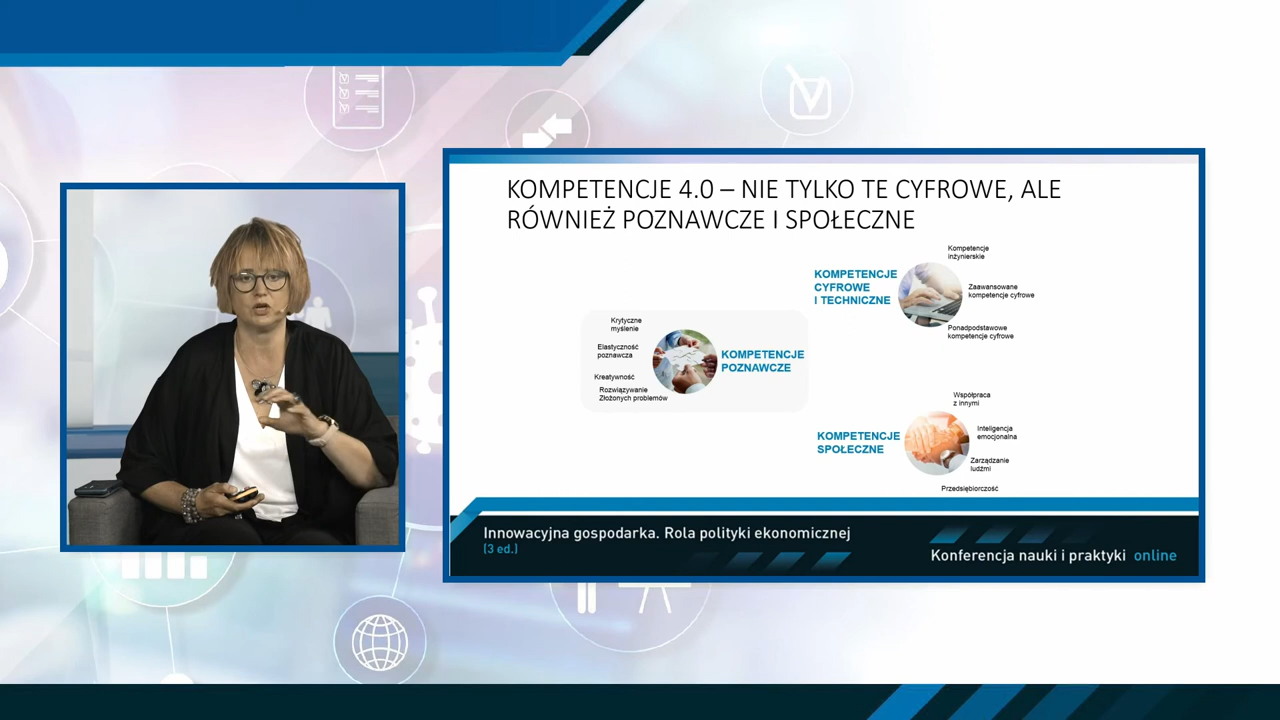 KOMPETENCJE 4.0 – NIE TYLKO TE CYFROWE, ALE
RÓWNIEŻ POZNAWCZE I SPOŁECZNE
Krytyczne
myślenie
Elastyczność
poznawcza
Kreatywność
Rozwiązywanie
Złożonych problemów
KOMPETENCJE
POZNAWCZE
KOMPETENCJE
CYFROWE
I TECHNICZNE
Kompetencje
inżynierskie
Zaawansowane
kompetencje cyfrowe
Ponadpodstawowe
kompetencje cyfrowe
KOMPETENCJE
SPOŁECZNE
Współpraca
z innymi
Inteligencja
emocjonalna
Zarządzanie
ludźmi
Przedsiębiorczość
Innowacyjna gospodarka. Rola polityki ekonomicznej
(3 ed.)
Konferencja nauki i praktyki online